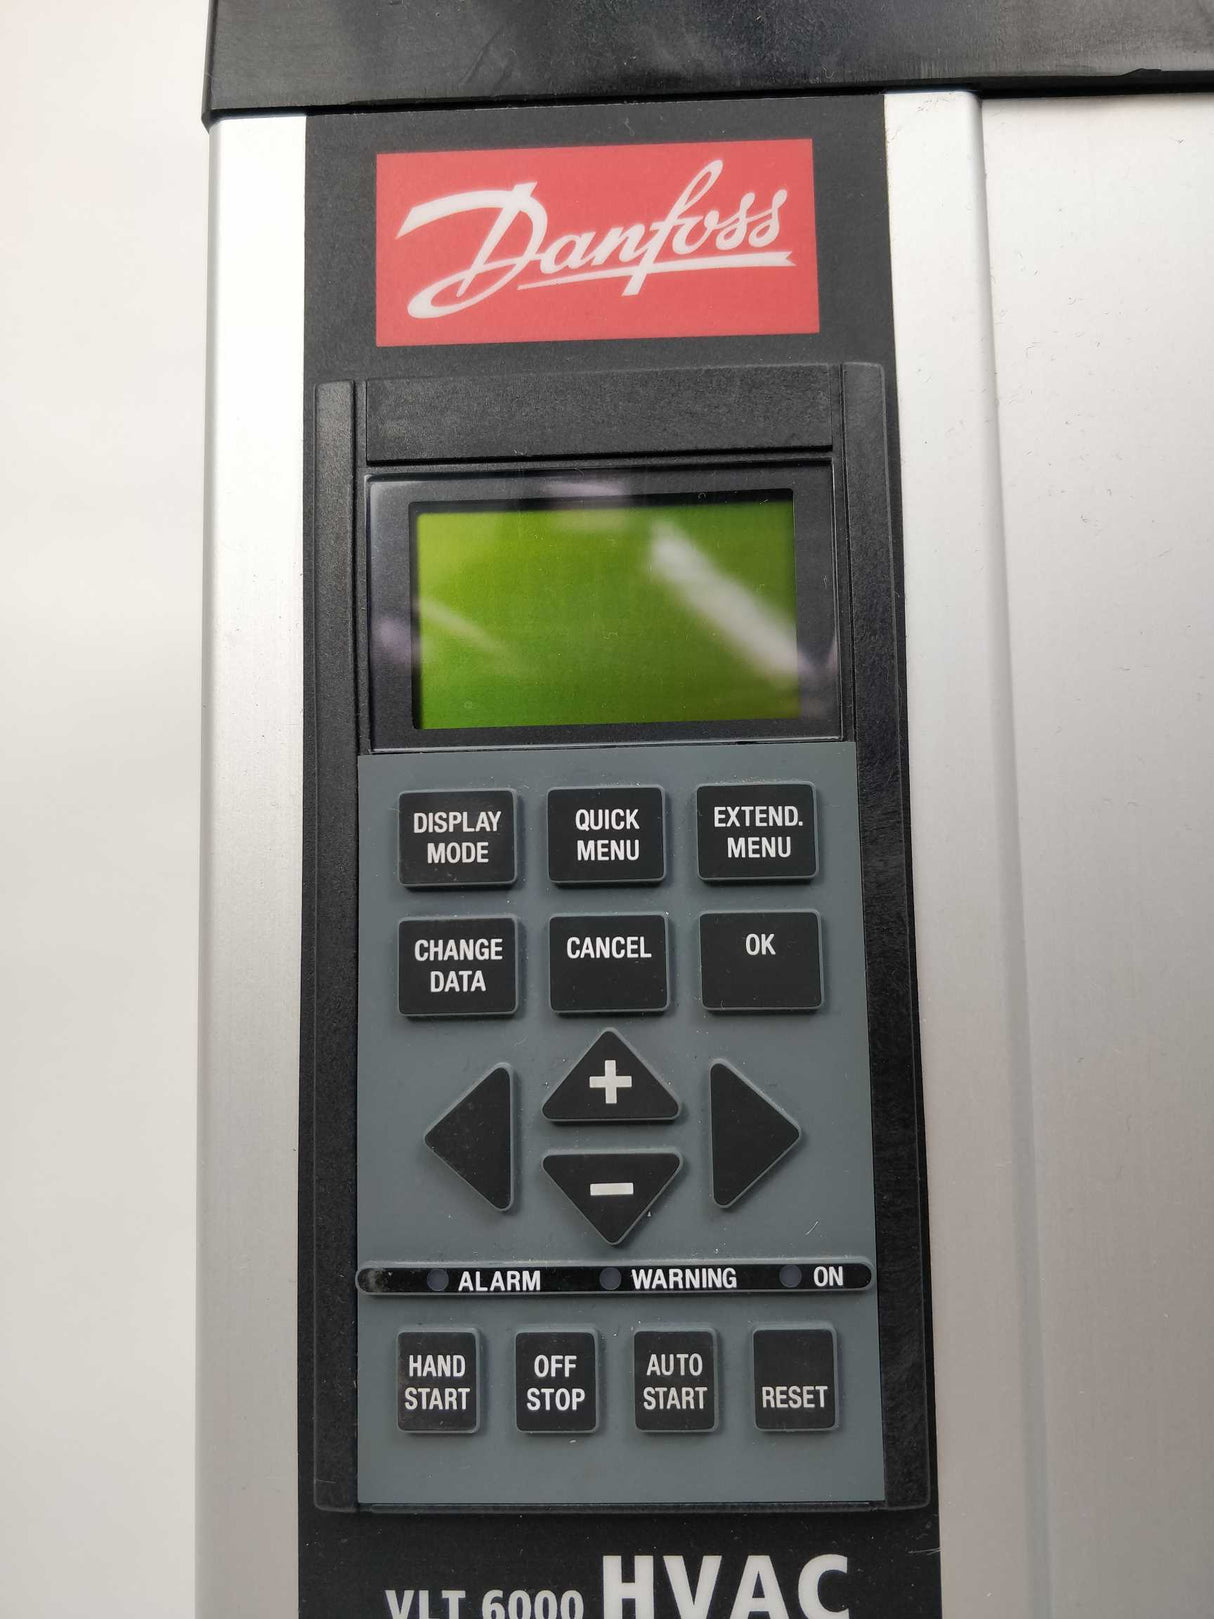 Danfoss
DISPLAY MODE
QUICK MENU
EXTEND. MENU
CHANGE DATA
CANCEL
OK
+
-
ALARM WARNING ON
HAND START
OFF STOP
AUTO START
RESET
VLT 6000 HVAC